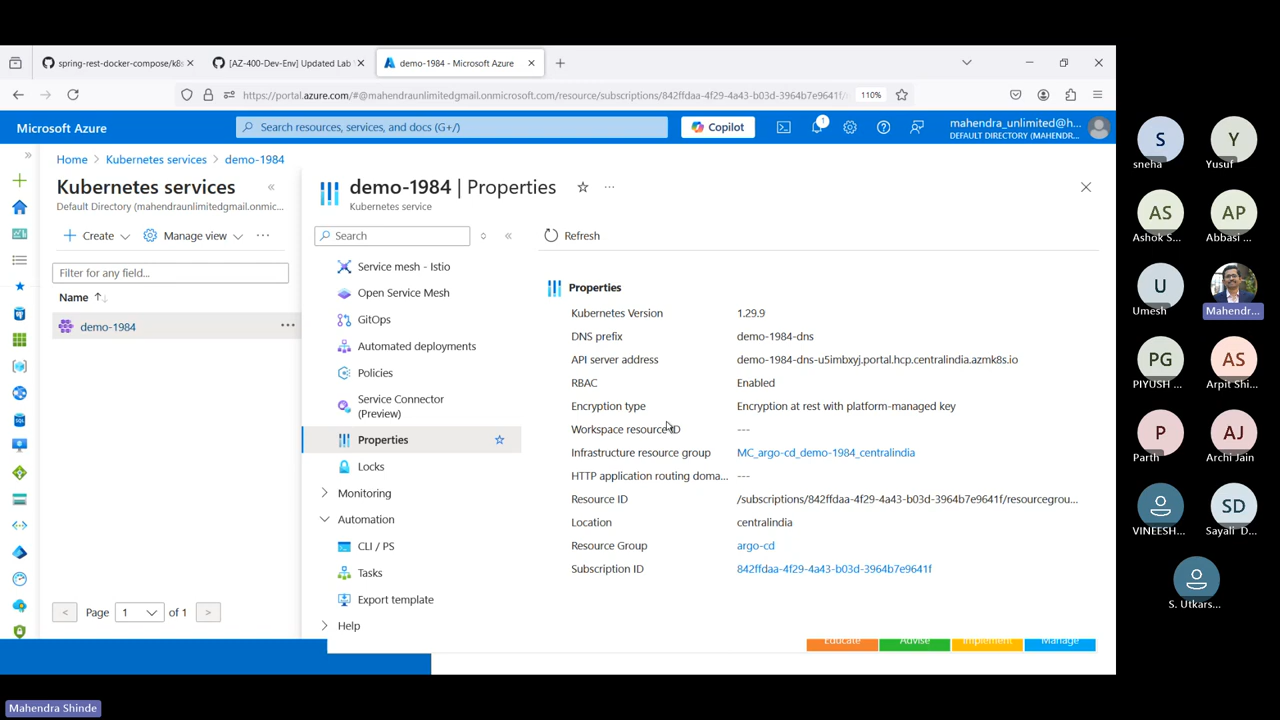 spring-rest-docker-compose/k8s
[AZ-400-Dev-Env] Updated Lab
demo-1984 - Microsoft Azure
https://portal.azure.com/#@mahendraunlimitedgmail.onmicrosoft.com/resource/subscriptions/842ffdaa-4f29-4a43-b03d-3964b7e9641f/
110%
Microsoft Azure
Search resources, services, and docs (G+/)
Copilot
1
mahendra_unlimited@h...
DEFAULT DIRECTORY (MAHENDR...
Home > Kubernetes services > demo-1984
Kubernetes services
Default Directory (mahendraunlimitedgmail.onmic...
Create
Manage view
Filter for any field...
Name
demo-1984
Page 1 of 1
demo-1984 | Properties
Kubernetes service
Search
Service mesh - Istio
Open Service Mesh
GitOps
Automated deployments
Policies
Service Connector
(Preview)
Properties
Locks
Monitoring
Automation
CLI / PS
Tasks
Export template
Help
Refresh
Properties
Kubernetes Version 1.29.9
DNS prefix demo-1984-dns
API server address demo-1984-dns-u5imbxyj.portal.hcp.centralindia.azmk8s.io
RBAC Enabled
Encryption type Encryption at rest with platform-managed key
Workspace resource ID ---
Infrastructure resource group MC_argo-cd_demo-1984_centralindia
HTTP application routing doma... ---
Resource ID /subscriptions/842ffdaa-4f29-4a43-b03d-3964b7e9641f/resourcegrou...
Location centralindia
Resource Group argo-cd
Subscription ID 842ffdaa-4f29-4a43-b03d-3964b7e9641f
Educate Advise Implement Manage
S
sneha
Y
Yusuf
AS
Ashok S...
AP
Abbasi ...
U
Umesh
Mahendr...
PG
PIYUSH ...
AS
Arpit Shi...
P
Parth
AJ
Archi Jain
VINEESH...
SD
Sayali D...
S. Utkars...
Mahendra Shinde